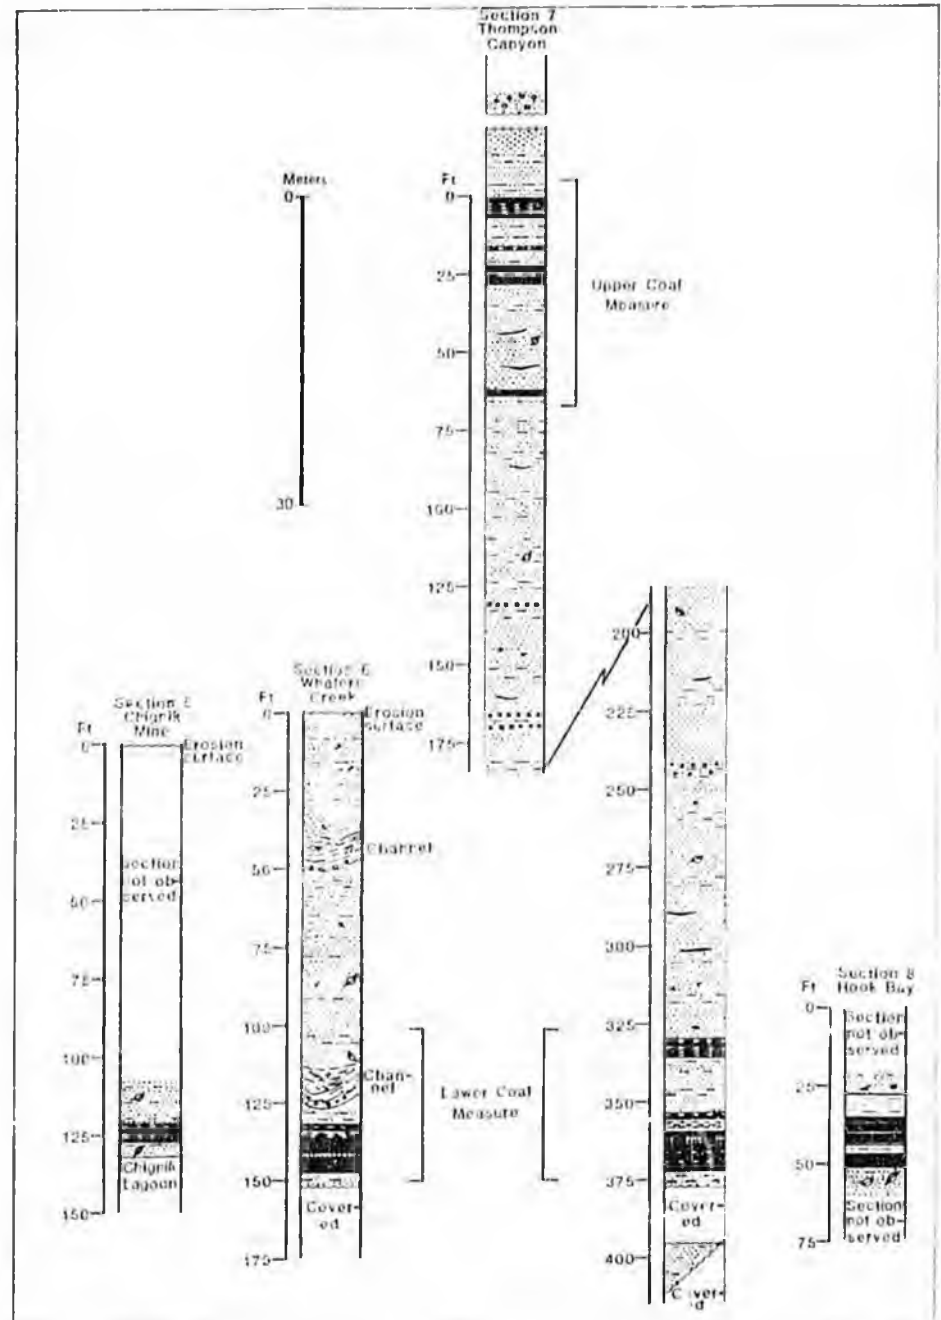 Section 7
Thompson
Canyon
Meters
0
30
Ft
0
25
50
75
100
125
150
175
Upper Coal
Measure
200
225
250
275
300
325
350
375
400
Cover-
ed
Cover-
d
Section 5
Chignik
Mine
Ft
0
25
50
75
100
125
150
Erosion
surface
Section
not ob-
served
Chignik
Lagoon
Section 6
Creek
Ft
0
25
50
75
100
125
150
175
Erosion
surface
Channel
Chan-
nel
Cover-
ed
Lower Coal
Measure
Section 8
Hook Bay
Ft
0
25
50
75
Section
not ob-
served
Section
not ob-
served